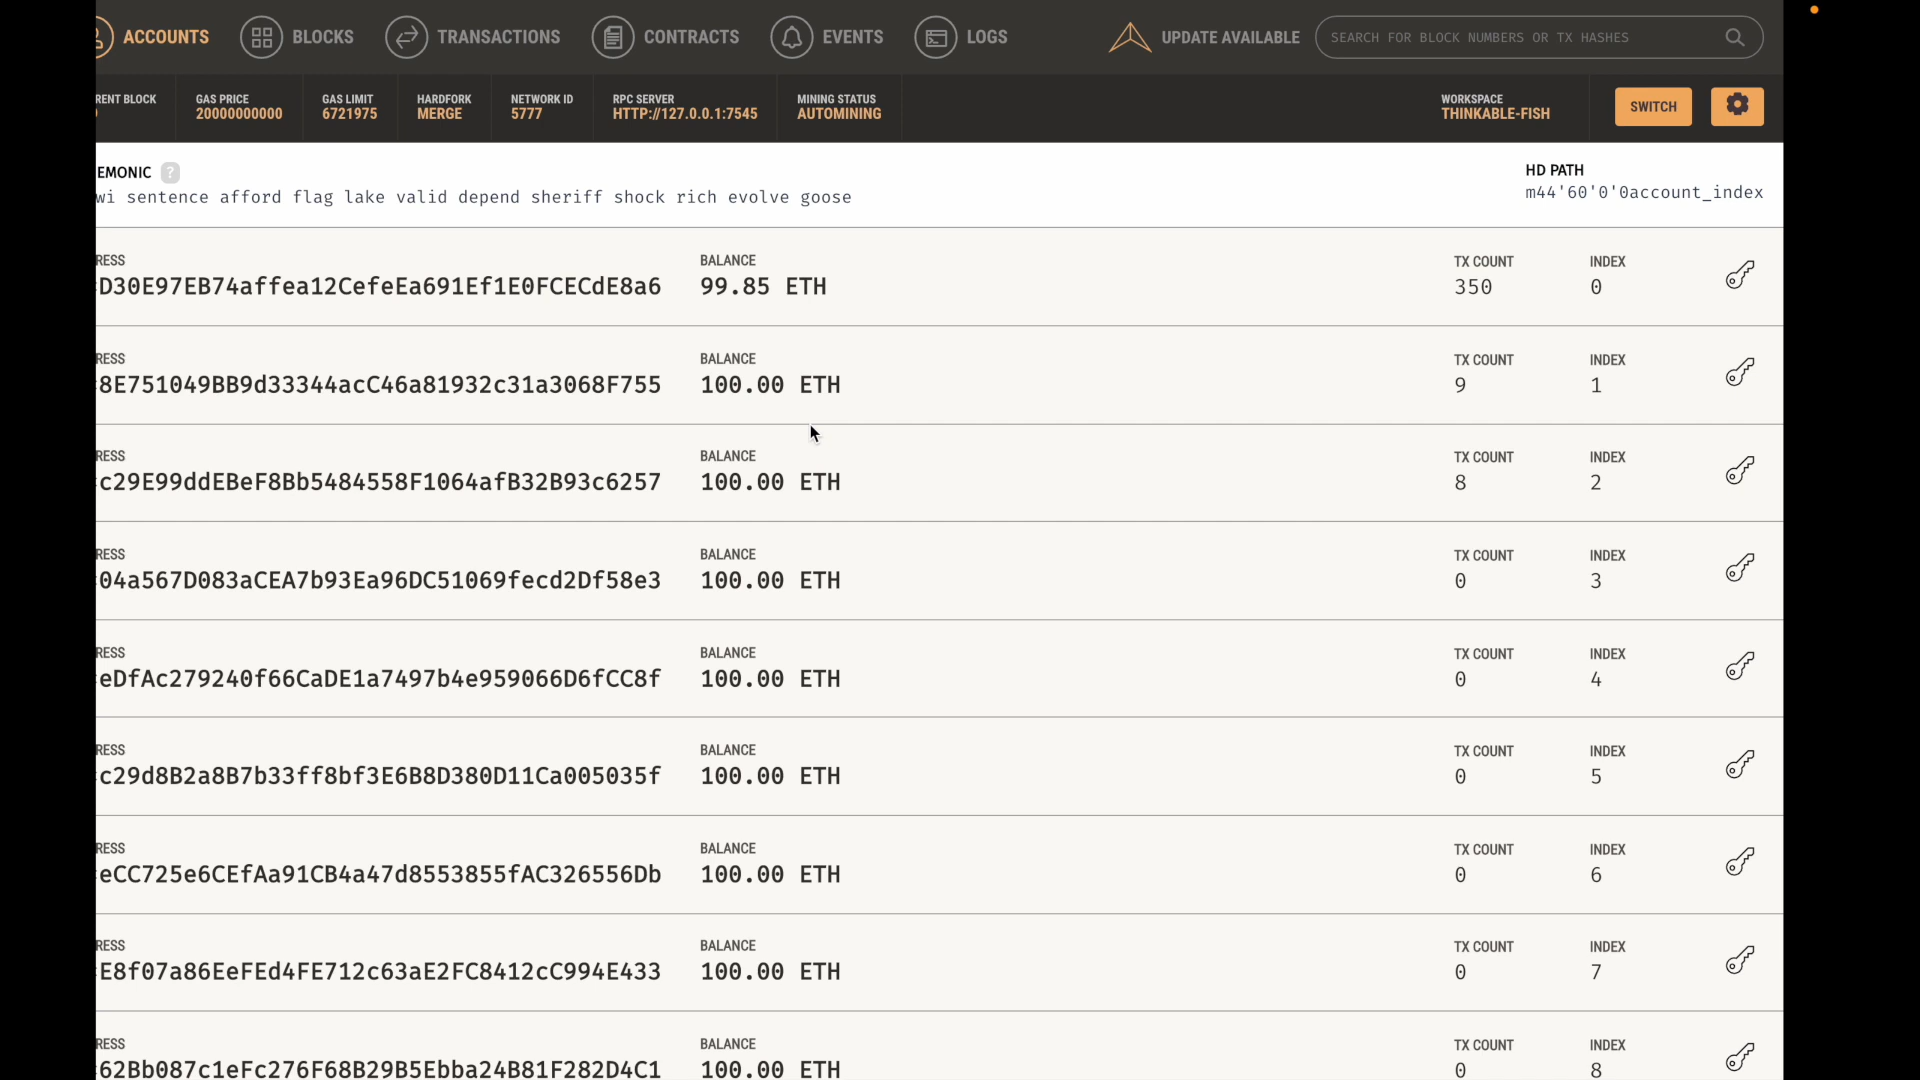 ACCOUNTS BLOCKS TRANSACTIONS CONTRACTS EVENTS LOGS UPDATE AVAILABLE SEARCH FOR BLOCK NUMBERS OR TX HASHES
RENT BLOCK GAS PRICE GAS LIMIT HARDFORK NETWORK ID RPC SERVER MINING STATUS WORKSPACE
20000000000 6721975 MERGE 5777 HTTP://127.0.0.1:7545 AUTOMINING THINKABLE-FISH SWITCH
EMONIC ? HD PATH
wi sentence afford flag lake valid depend sheriff shock rich evolve goose m44'60'0'0account_index
RESS BALANCE TX COUNT INDEX
D30E97EB74affea12CefeEa691Ef1E0FCECdE8a6 99.85 ETH 350 0
RESS BALANCE TX COUNT INDEX
8E751049BB9d33344acC46a81932c31a3068F755 100.00 ETH 9 1
RESS BALANCE TX COUNT INDEX
c29E99ddEBeF8Bb5484558F1064afB32B93c6257 100.00 ETH 8 2
RESS BALANCE TX COUNT INDEX
04a567D083aCEA7b93Ea96DC51069fecd2Df58e3 100.00 ETH 0 3
RESS BALANCE TX COUNT INDEX
eDfAc279240f66CaDE1a7497b4e959066D6fCC8f 100.00 ETH 0 4
RESS BALANCE TX COUNT INDEX
c29d8B2a8B7b33ff8bf3E6B8D380D11Ca005035f 100.00 ETH 0 5
RESS BALANCE TX COUNT INDEX
eCC725e6CEfAa91CB4a47d8553855fAC326556Db 100.00 ETH 0 6
RESS BALANCE TX COUNT INDEX
E8f07a86EeFEd4FE712c63aE2FC8412cC994E433 100.00 ETH 0 7
RESS BALANCE TX COUNT INDEX
62Bb087c1eFc276F68B29B5Ebba24B81F282D4C1 100.00 ETH 0 8